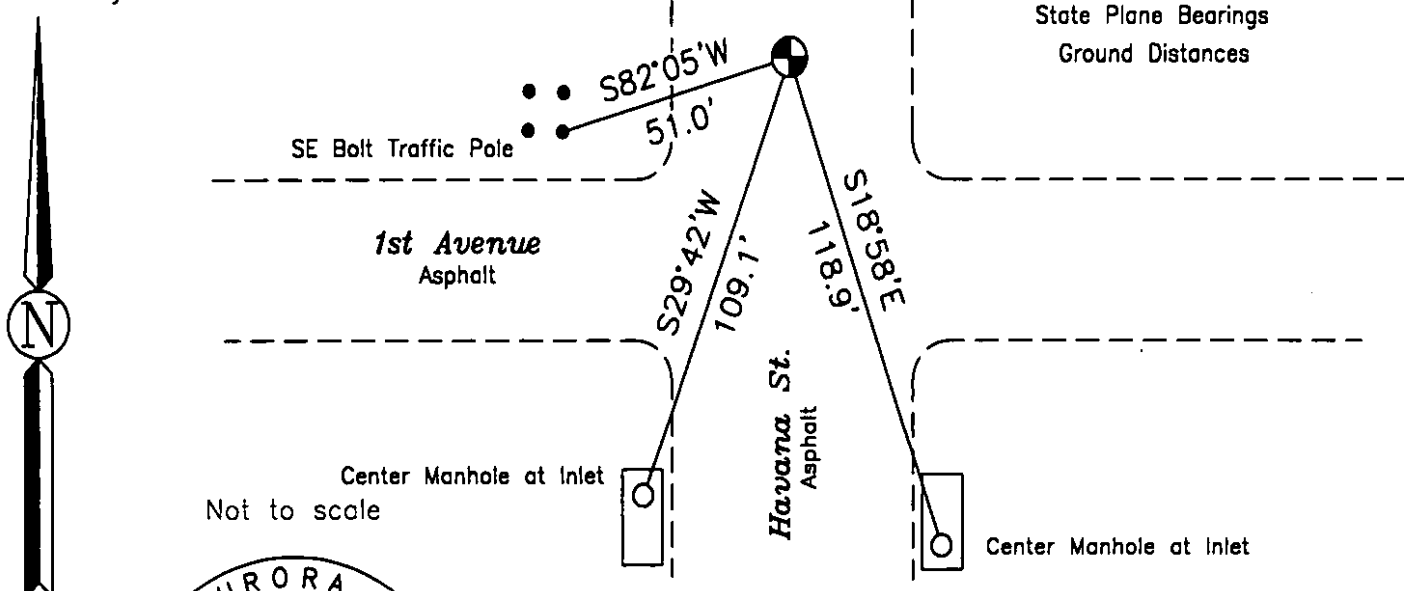 State Plane Bearings
Ground Distances
S82°05'W
51.0'
SE Bolt Traffic Pole
S29°42'W
109.1'
S18°58'E
118.9'
1st Avenue
Asphalt
N
Havana St.
Asphalt
Center Manhole at Inlet
Not to scale
Center Manhole at Inlet